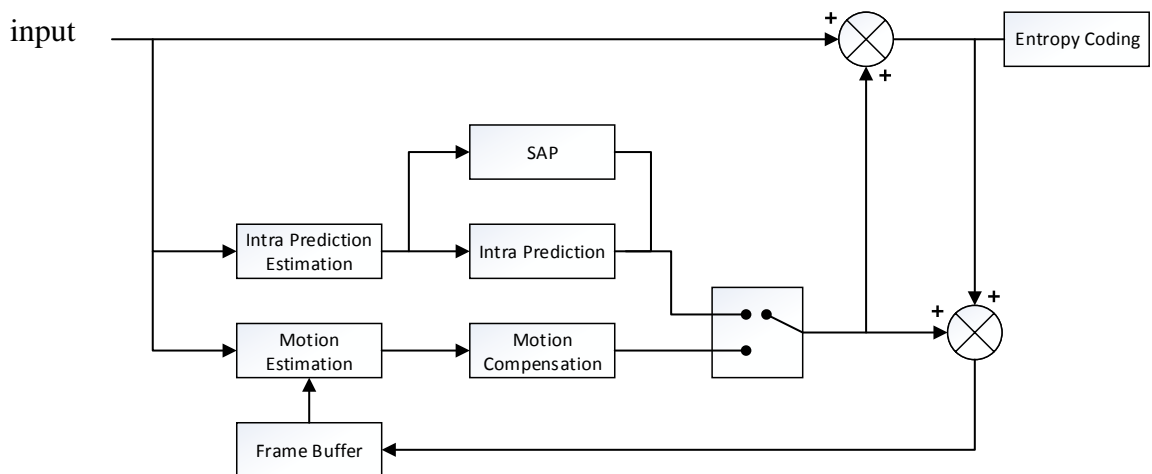 input
+
+
Entropy Coding
SAP
Intra Prediction
Estimation
Intra Prediction
+
+
Motion
Estimation
Motion
Compensation
Frame Buffer